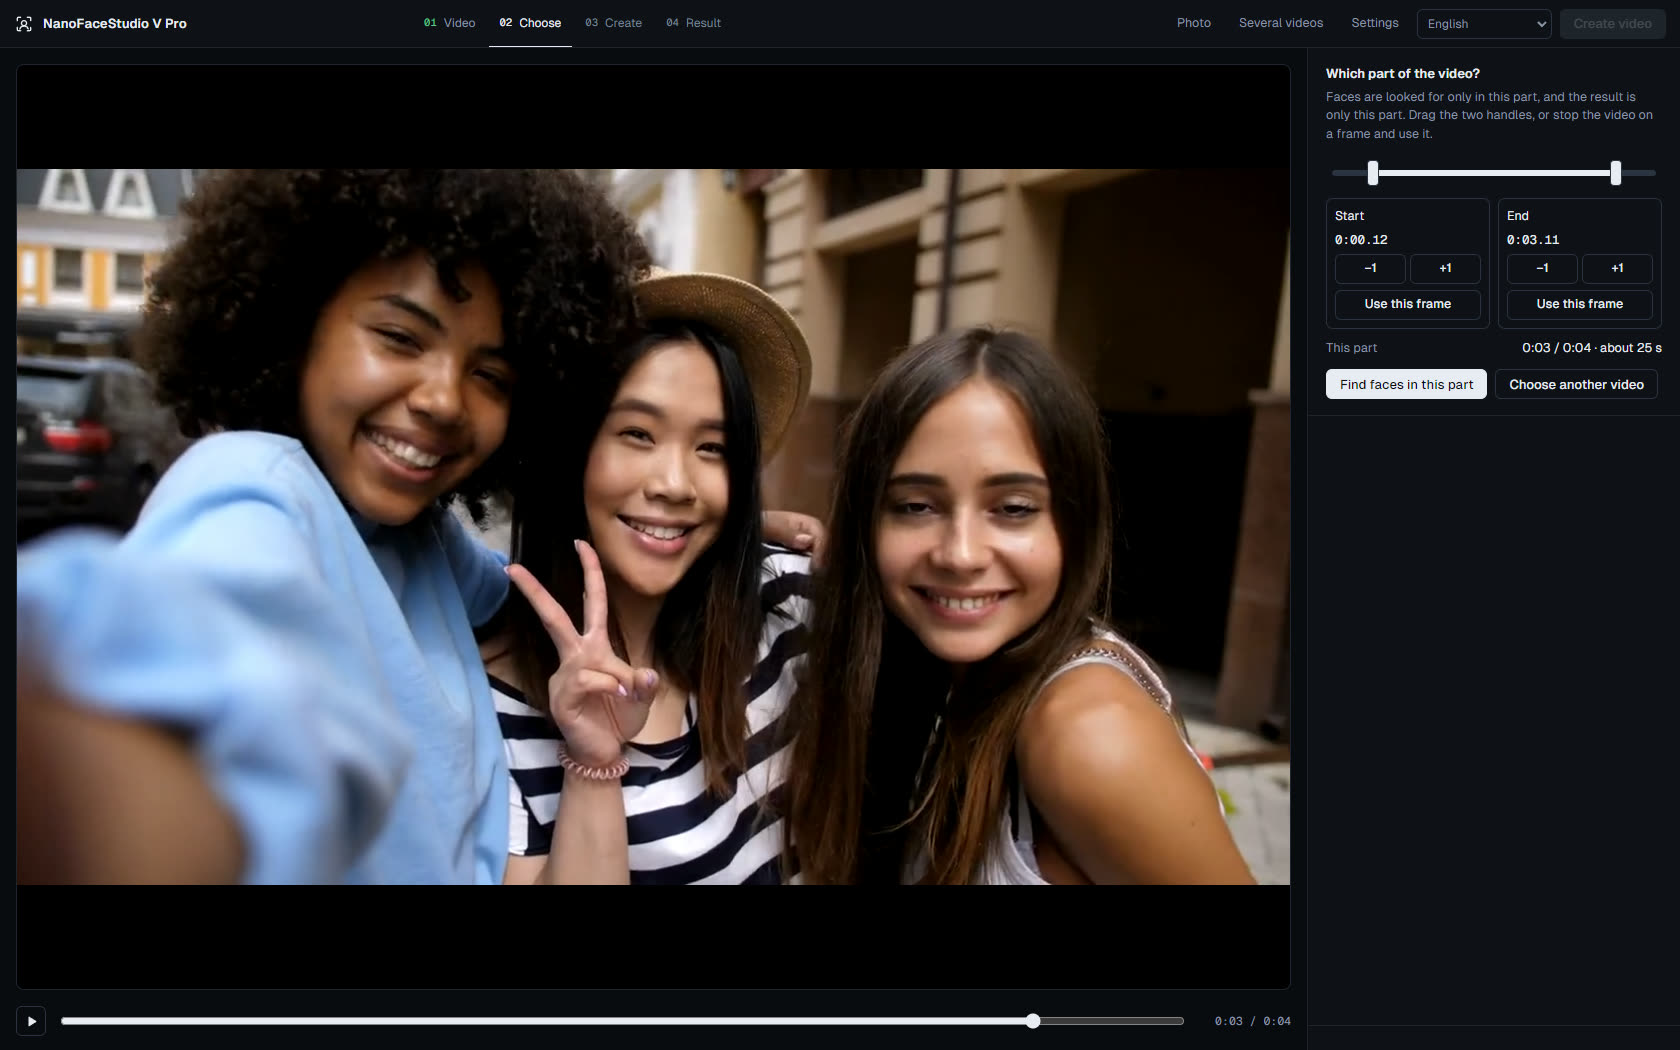 NanoFaceStudio V Pro
01 Video
02 Choose
03 Create
04 Result
Photo
Several videos
Settings
English
Create video
Which part of the video?
Faces are looked for only in this part, and the result is
only this part. Drag the two handles, or stop the video on
a frame and use it.
Start
0:00.12
−1
+1
Use this frame
End
0:03.11
−1
+1
Use this frame
This part
0:03 / 0:04 · about 25 s
Find faces in this part
Choose another video
0:03 / 0:04